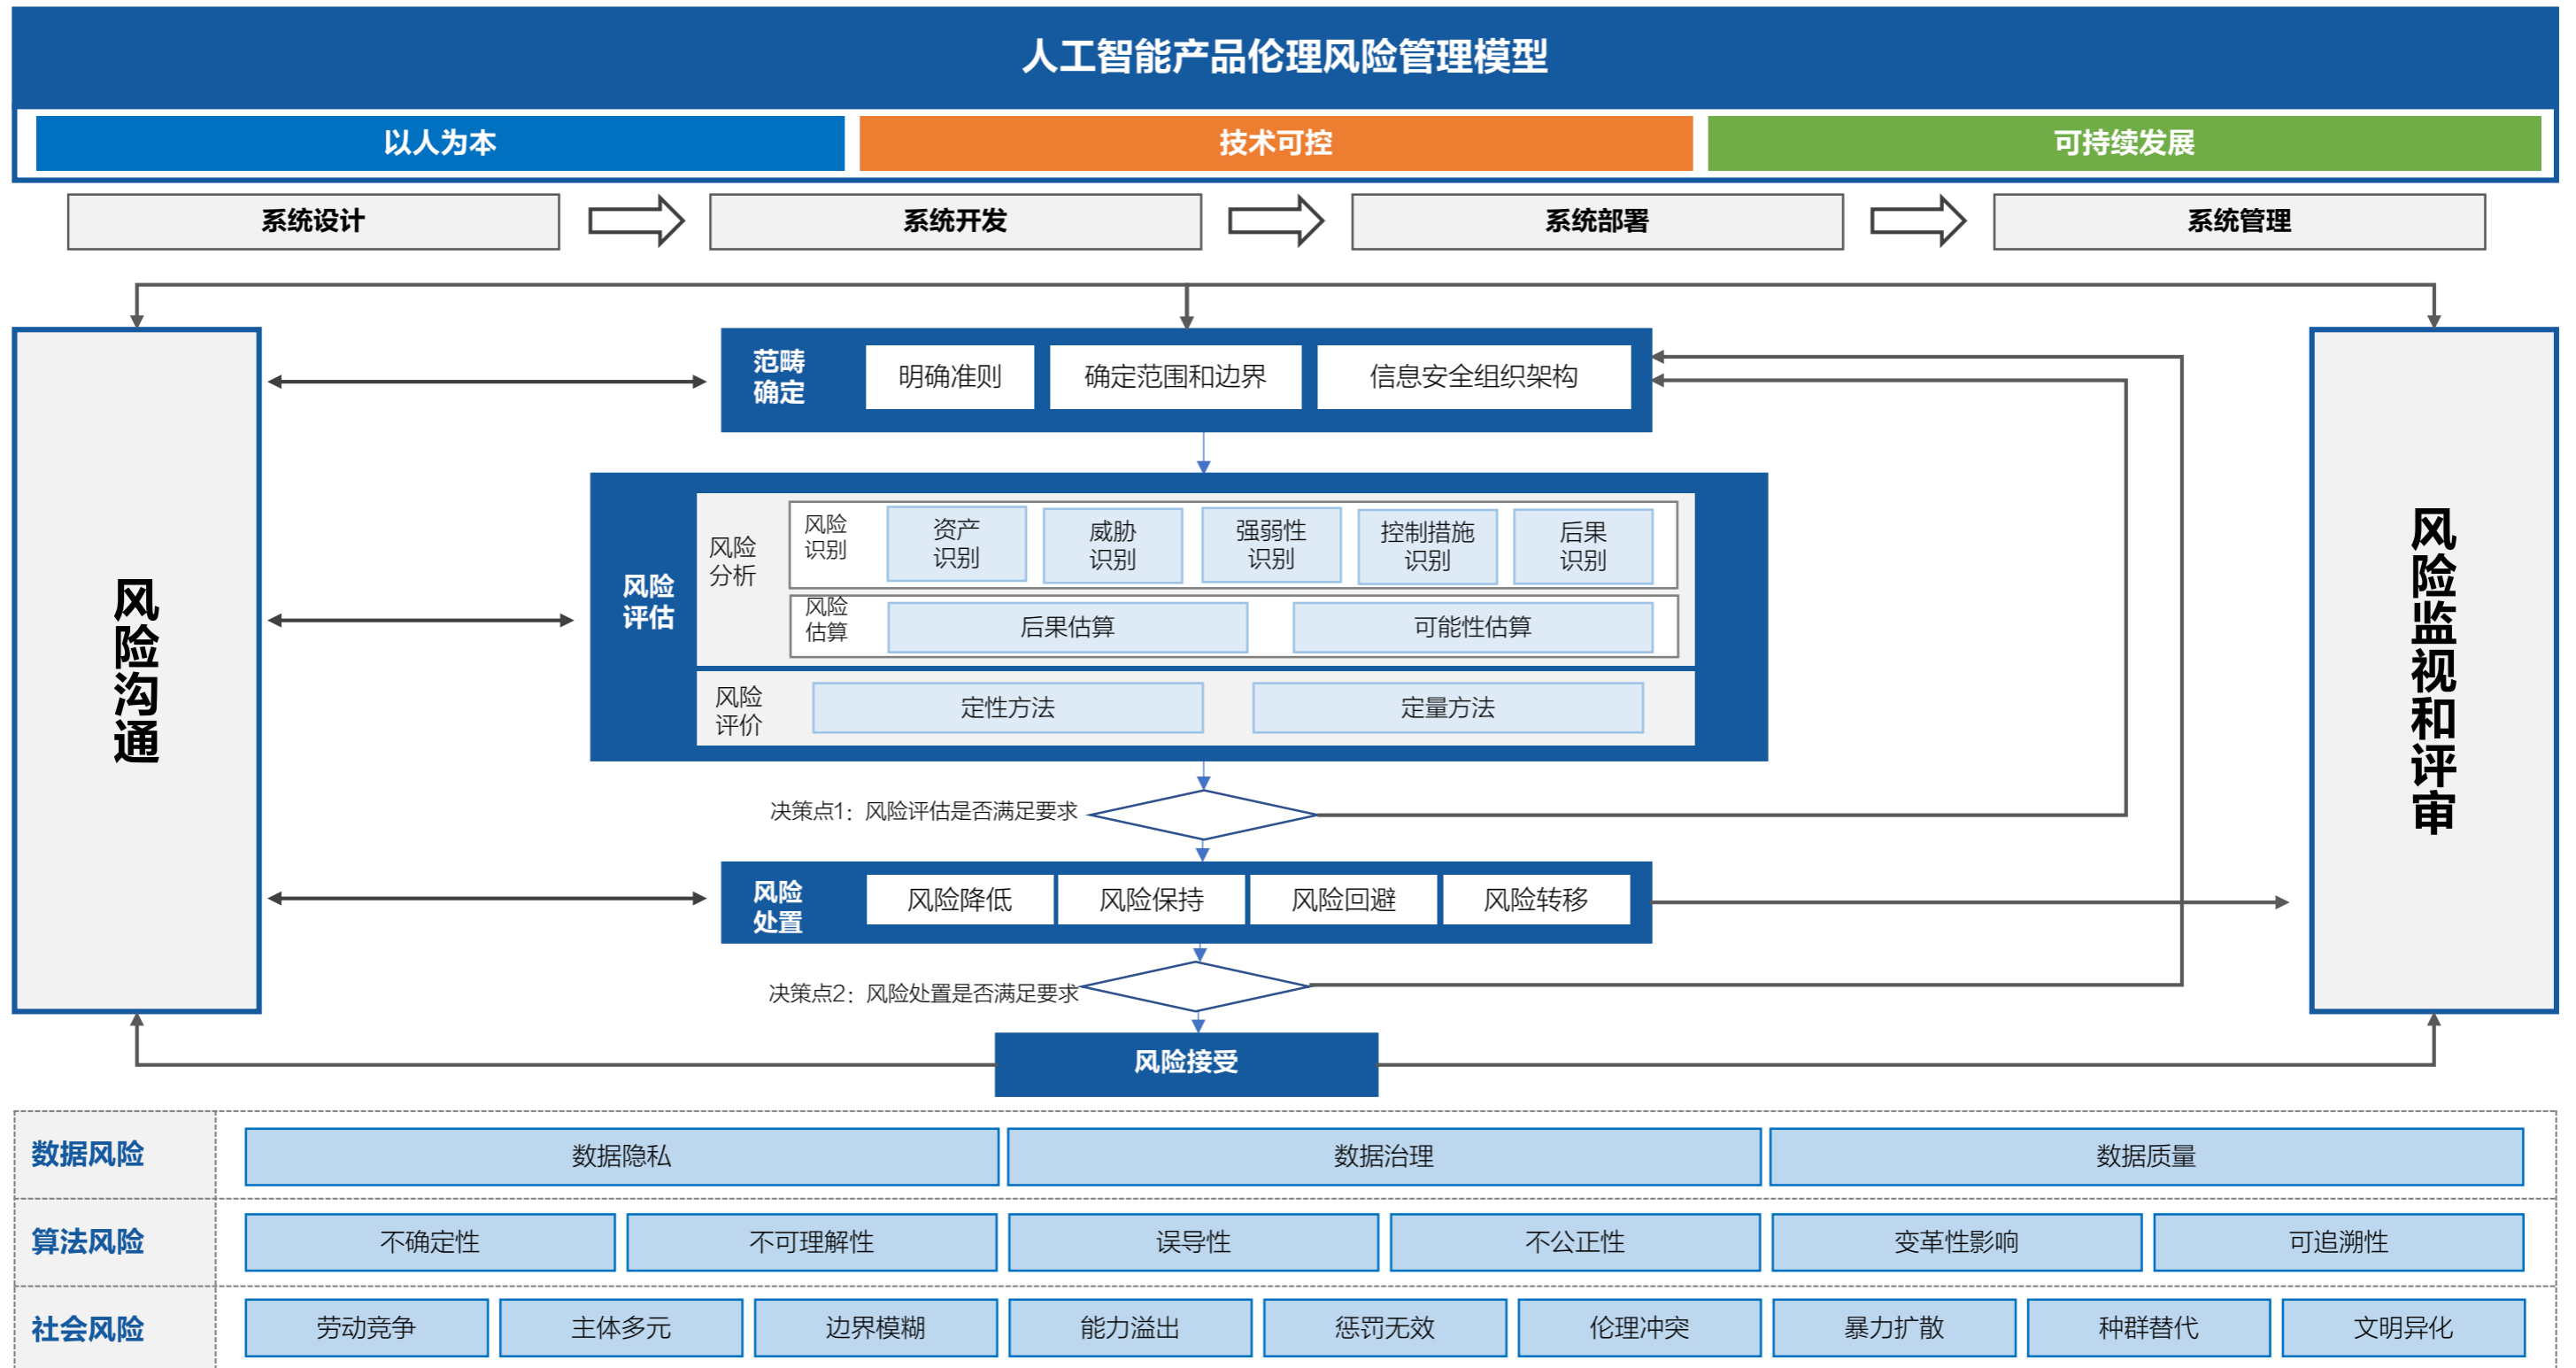 人工智能产品伦理风险管理模型
以人为本
技术可控
可持续发展
系统设计
系统开发
系统部署
系统管理
风险沟通
范畴
确定
明确准则
确定范围和边界
信息安全组织架构
风险
评估
风险
分析
风险
识别
资产
识别
威胁
识别
强弱性
识别
控制措施
识别
后果
识别
风险
估算
后果估算
可能性估算
风险
评价
定性方法
定量方法
决策点1：风险评估是否满足要求
风险
处置
风险降低
风险保持
风险回避
风险转移
决策点2：风险处置是否满足要求
风险接受
风险监视和评审
数据风险
数据隐私
数据治理
数据质量
算法风险
不确定性
不可理解性
误导性
不公正性
变革性影响
可追溯性
社会风险
劳动竞争
主体多元
边界模糊
能力溢出
惩罚无效
伦理冲突
暴力扩散
种群替代
文明异化